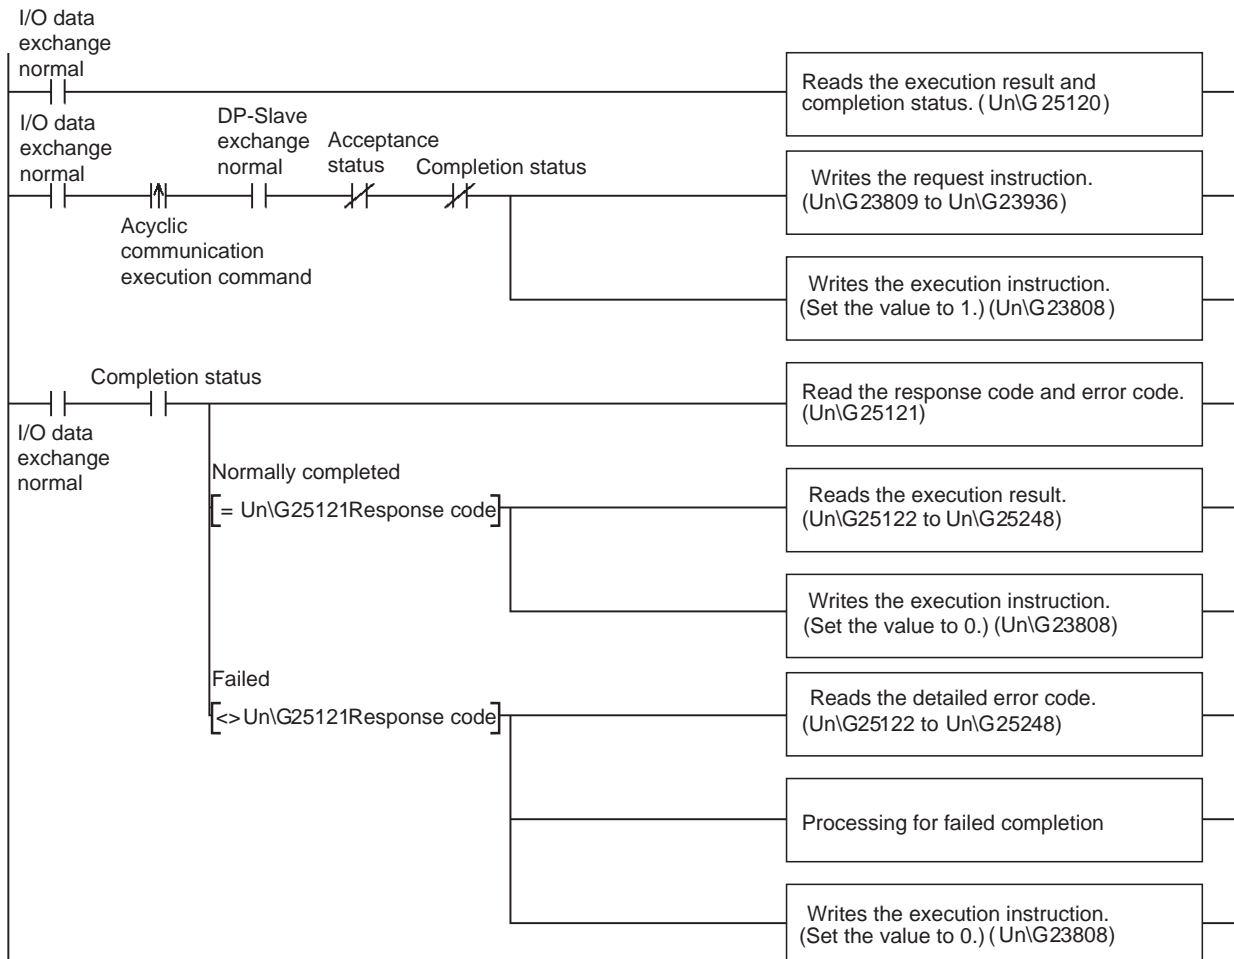 I/O data
exchange
normal
Reads the execution result and
completion status. ( Un\G 25120)
I/O data
exchange
normal
DP-Slave
exchange
normal
Acceptance
status
Completion status
Acyclic
communication
execution command
Writes the request instruction.
(Un\G23809 to Un\G23936)
Writes the execution instruction.
(Set the value to 1.) (Un\G23808)
Completion status
I/O data
exchange
normal
Read the response code and error code.
(Un\G25121)
Normally completed
= Un\G25121Response code
Reads the execution result.
(Un\G25122 to Un\G25248)
Writes the execution instruction.
(Set the value to 0.) (Un\G23808)
Failed
<> Un\G25121Response code
Reads the detailed error code.
(Un\G25122 to Un\G25248)
Processing for failed completion
Writes the execution instruction.
(Set the value to 0.) ( Un\G23808)